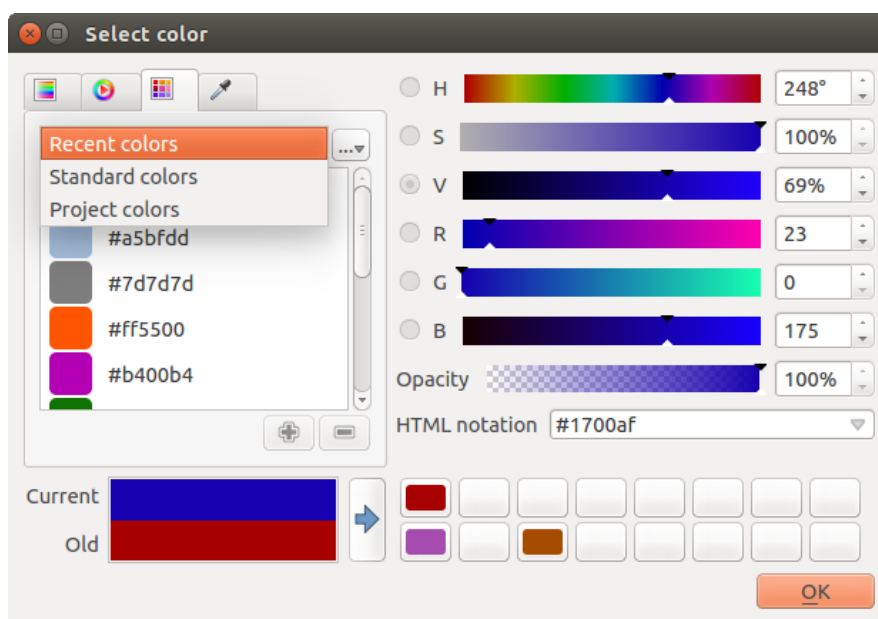 Select color
Recent colors
...
Standard colors
Project colors
#a5bfdd
#7d7d7d
#ff5500
#b400b4
H 248°
S 100%
V 69%
R 23
G 0
B 175
Opacity 100%
HTML notation #1700af
Current
Old
OK